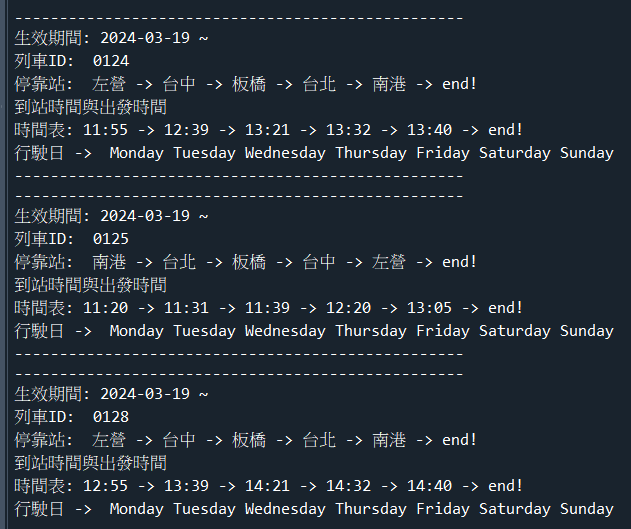 --------------------------------------------------
生效期間: 2024-03-19 ~
列車ID:  0124
停靠站:  左營 -> 台中 -> 板橋 -> 台北 -> 南港 -> end!
到站時間與出發時間
時間表: 11:55 -> 12:39 -> 13:21 -> 13:32 -> 13:40 -> end!
行駛日 ->  Monday Tuesday Wednesday Thursday Friday Saturday Sunday
--------------------------------------------------
--------------------------------------------------
生效期間: 2024-03-19 ~
列車ID:  0125
停靠站:  南港 -> 台北 -> 板橋 -> 台中 -> 左營 -> end!
到站時間與出發時間
時間表: 11:20 -> 11:31 -> 11:39 -> 12:20 -> 13:05 -> end!
行駛日 ->  Monday Tuesday Wednesday Thursday Friday Saturday Sunday
--------------------------------------------------
--------------------------------------------------
生效期間: 2024-03-19 ~
列車ID:  0128
停靠站:  左營 -> 台中 -> 板橋 -> 台北 -> 南港 -> end!
到站時間與出發時間
時間表: 12:55 -> 13:39 -> 14:21 -> 14:32 -> 14:40 -> end!
行駛日 ->  Monday Tuesday Wednesday Thursday Friday Saturday Sunday